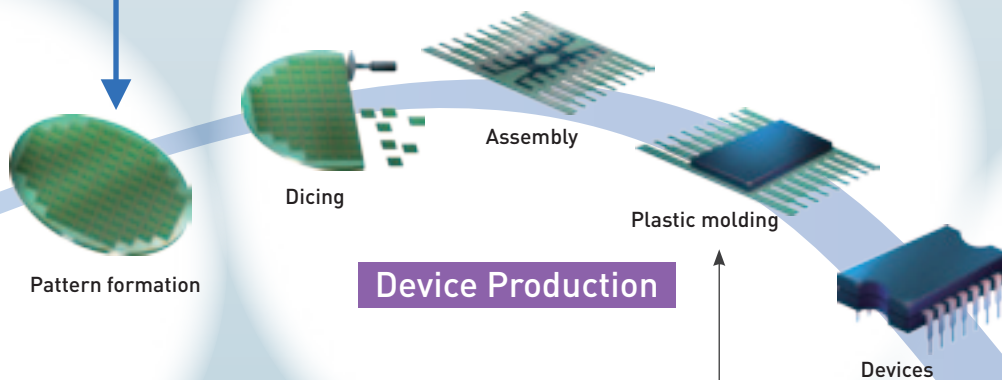 Assembly
Dicing
Plastic molding
Pattern formation
Device Production
Devices